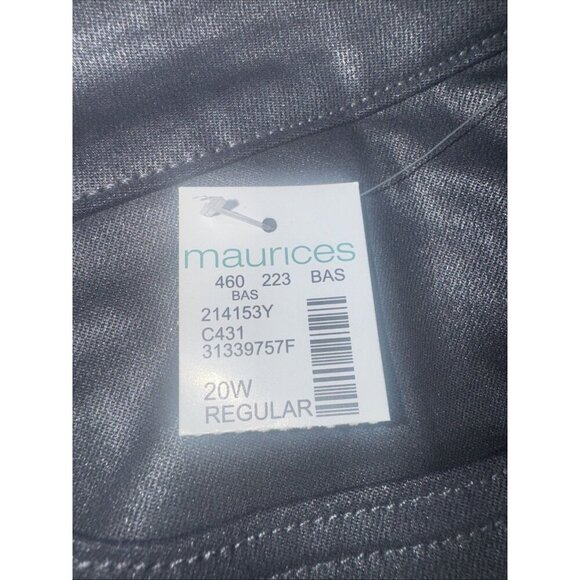 maurices
460 223 BAS
BAS
214153Y
C431
31339757F
20W
REGULAR